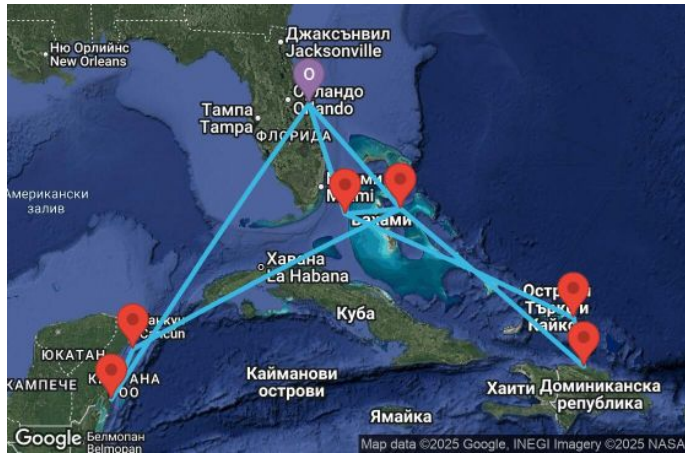 Джаксънвил
Jacksonville
Ню Орлийнс
New Orleans
O
Орландо
Orlando
Тампа
Tampa
ФЛОРИДА
Miami
Американски
залив
Бахами
Хавана
La Habana
Куба
Търкс и
Кайкос
Cancún
ЮКАТАН
КАМПЕЧЕ
Кайманови
острови
Хаити
Доминиканска
република
Ямайка
Белмопан
Belmopan
Google
Map data ©2025 Google, INEGI Imagery ©2025 NASA